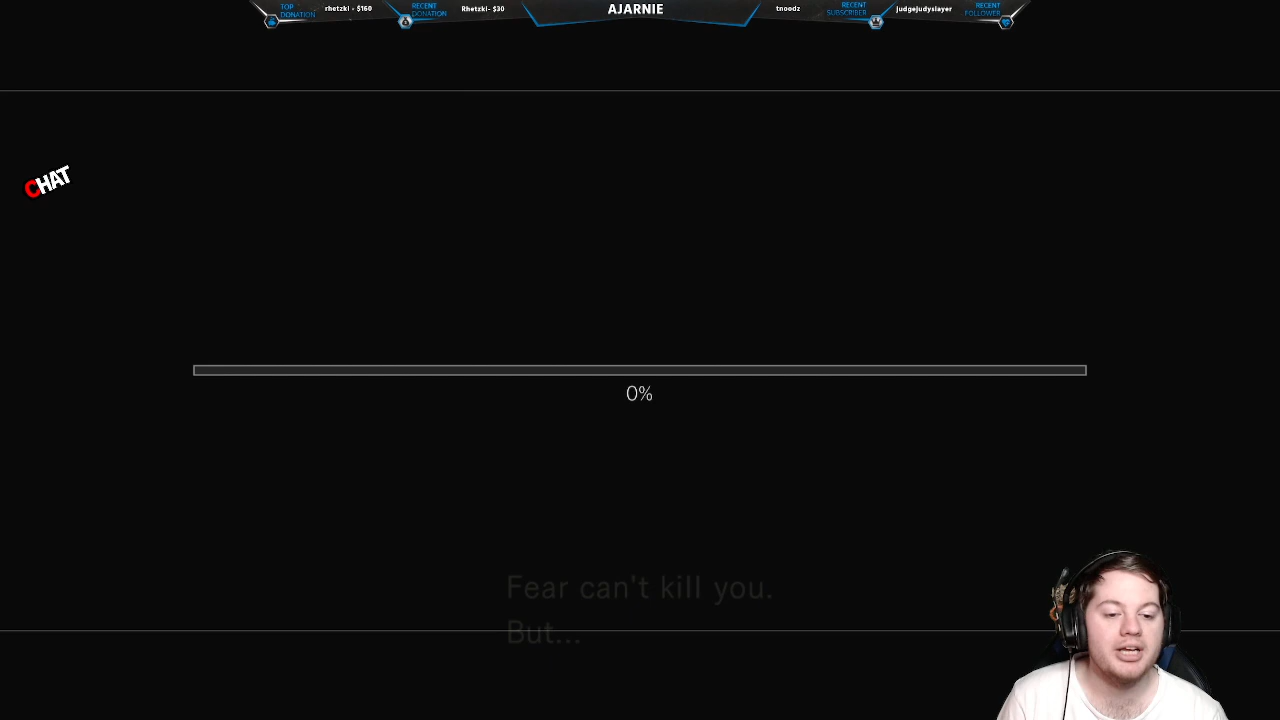 TOP
DONATION
rhetzki - $160
RECENT
DONATION
Rhetzki- $30
AJARNIE
tnoodz
RECENT
SUBSCRIBER
judgejudyslayer
RECENT
FOLLOWER
CHAT
0%
Fear can't kill you.
But...